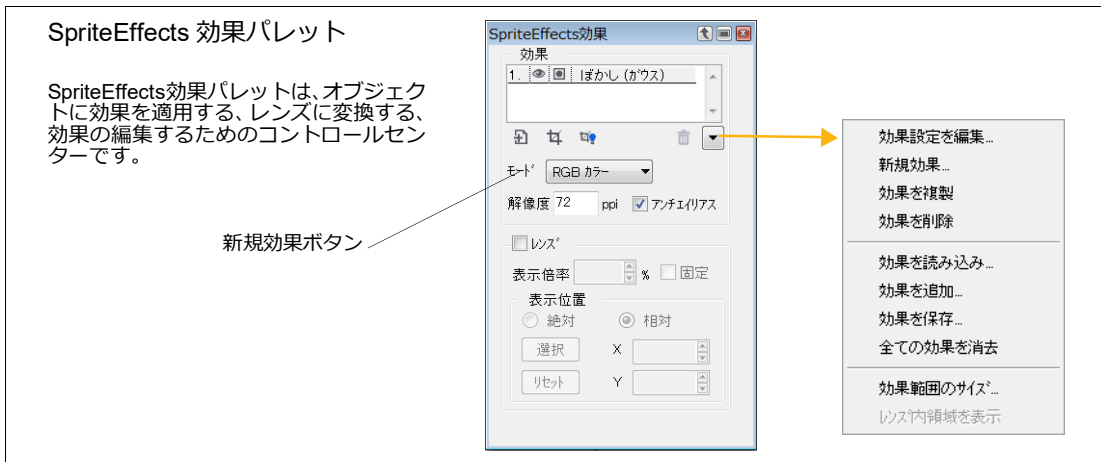 SpriteEffects 効果パレット
SpriteEffects効果パレットは、オブジェク
トに効果を適用する、レンズに変換する、
効果の編集するためのコントロールセン
ターです。
新規効果ボタン
SpriteEffects効果
効果
1. ぼかし (ガウス)
モード RGB カラー
解像度 72 ppi アンチエイリアス
レンズ
表示倍率 % 固定
表示位置
絶対 相対
選択 X
リセット Y
効果設定を編集...
新規効果...
効果を複製
効果を削除
効果を読み込み...
効果を追加...
効果を保存...
全ての効果を消去
効果範囲のサイズ...
レンズ内領域を表示